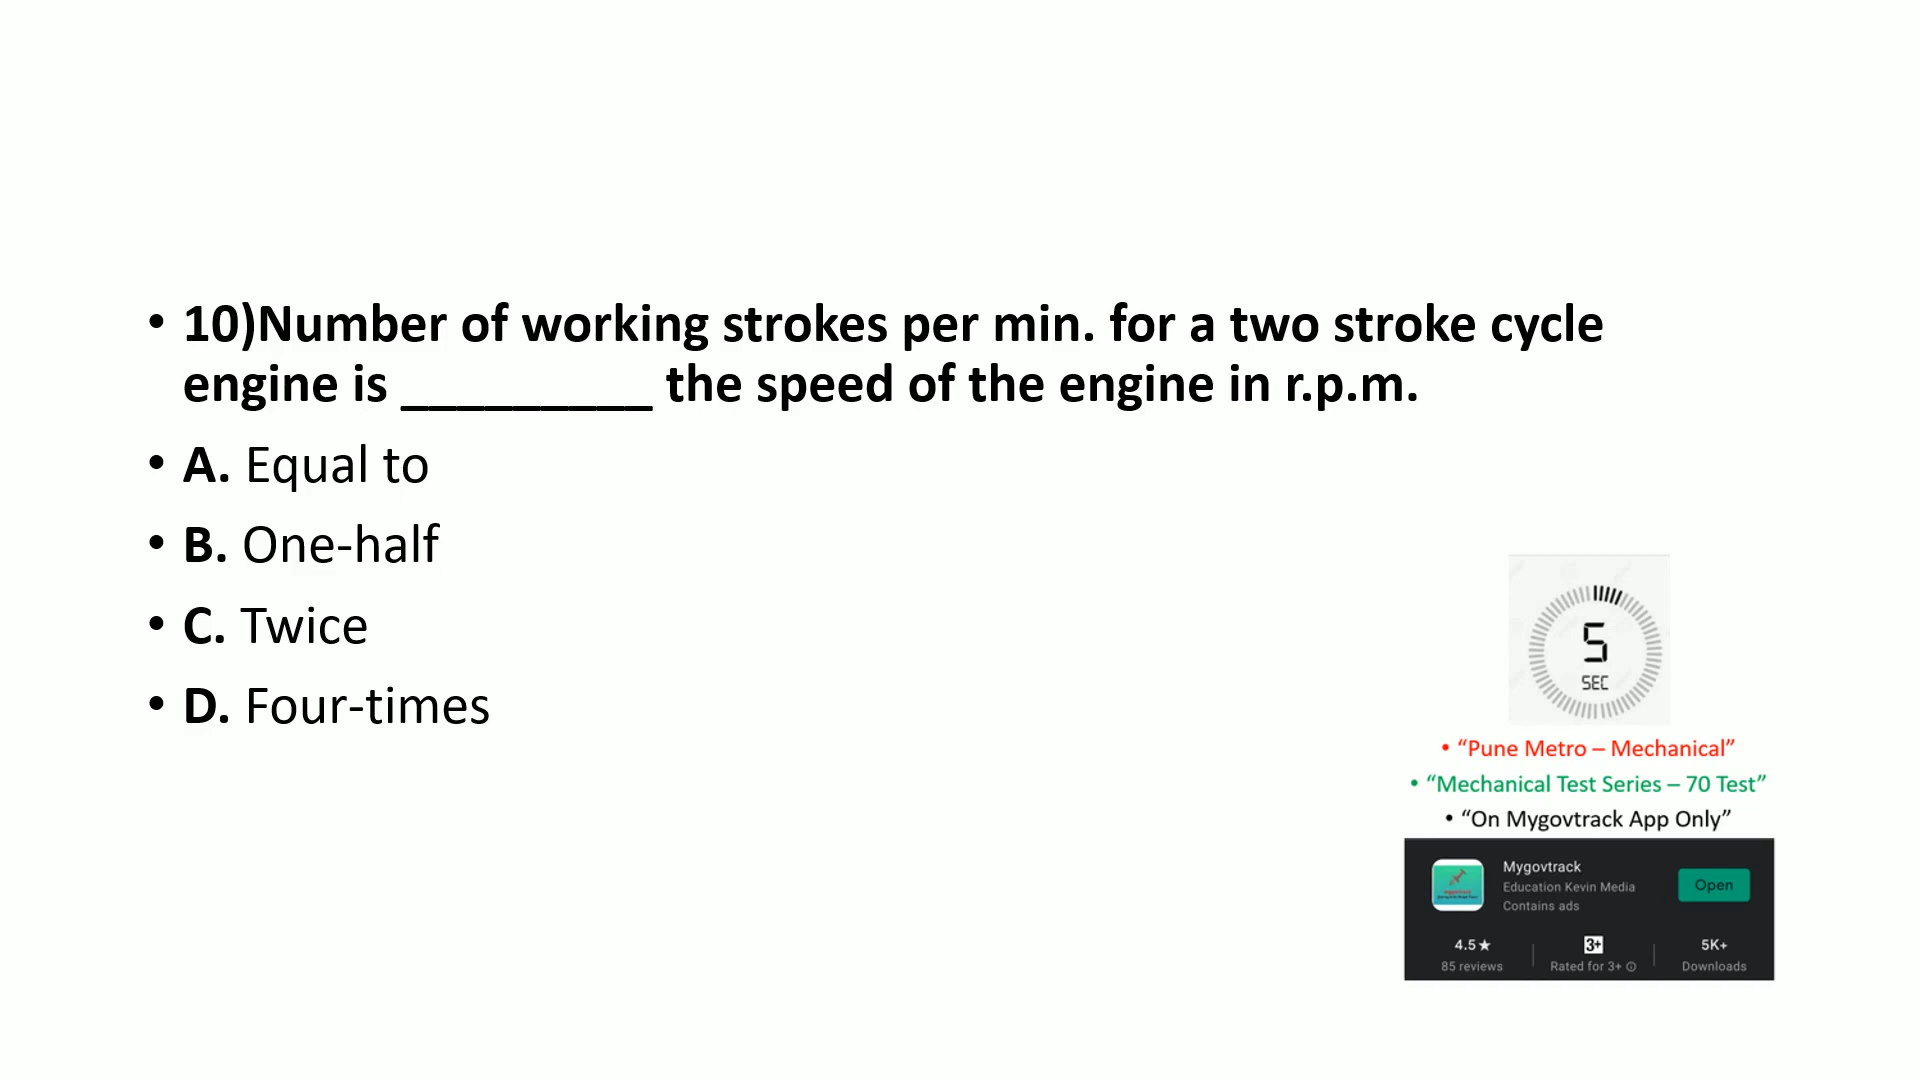 • 10)Number of working strokes per min. for a two stroke cycle
engine is _________ the speed of the engine in r.p.m.
• A. Equal to
• B. One-half
• C. Twice
• D. Four-times
5
SEC
• “Pune Metro – Mechanical”
• “Mechanical Test Series – 70 Test”
• “On Mygovtrack App Only”
Mygovtrack
Education Kevin Media
Contains ads
Open
4.5★ 3+ 5K+
85 reviews Rated for 3+ Downloads